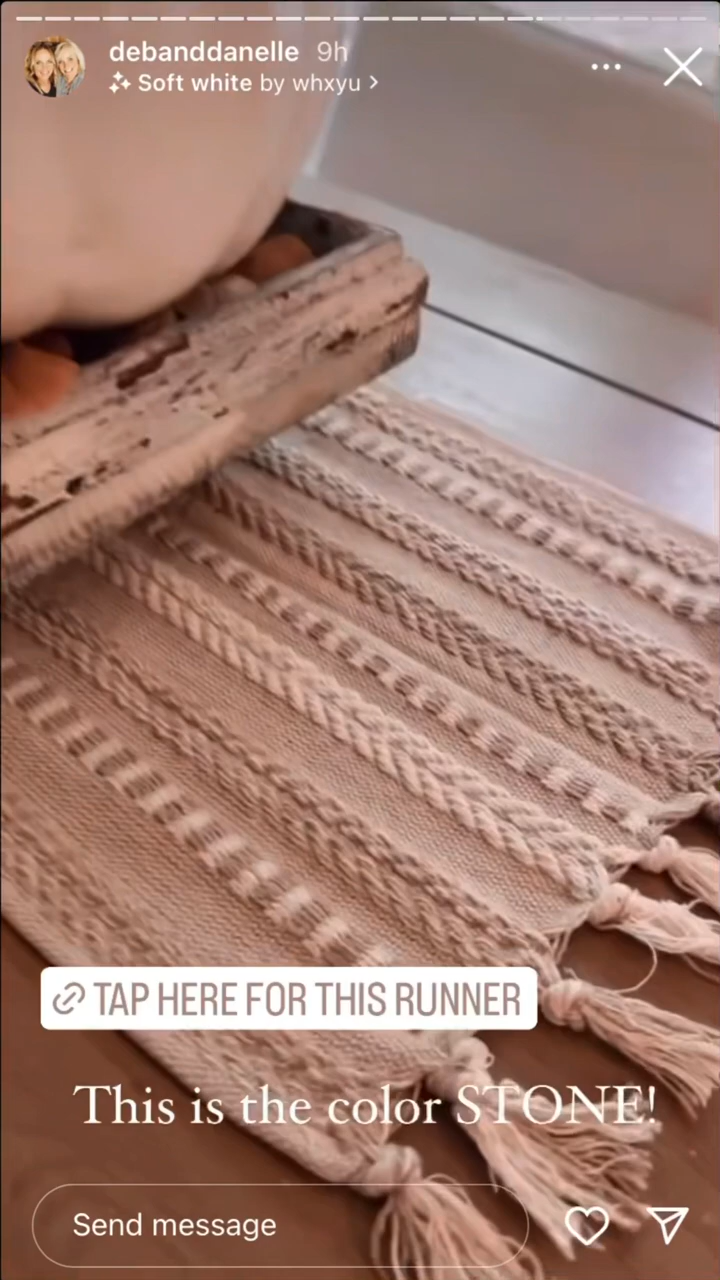 debanddanelle 9h
Soft white by whxyu >
TAP HERE FOR THIS RUNNER
This is the color STONE!
Send message